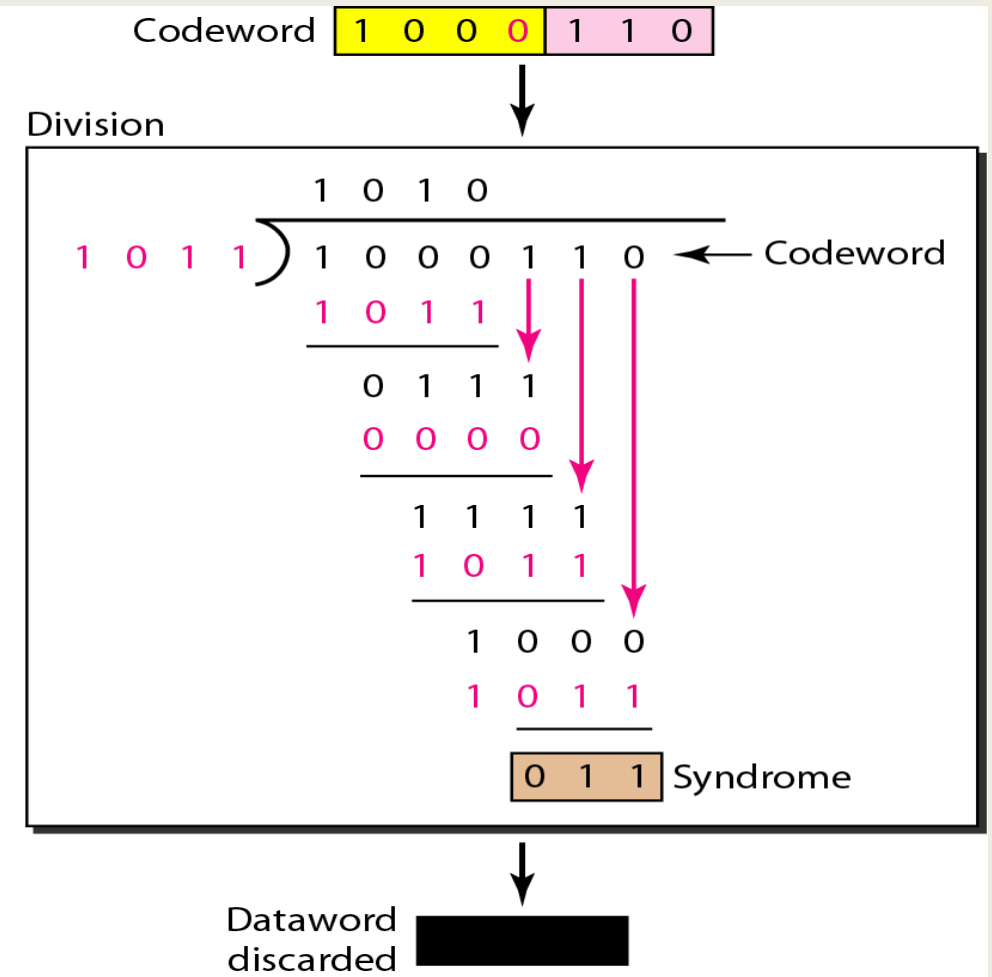 Codeword 1 0 0 0 1 1 0
Division
1 0 1 0
1 0 1 1 1 0 0 0 1 1 0 Codeword
1 0 1 1
0 1 1 1
0 0 0 0
1 1 1 1
1 0 1 1
1 0 0 0
1 0 1 1
0 1 1 Syndrome
Dataword
discarded